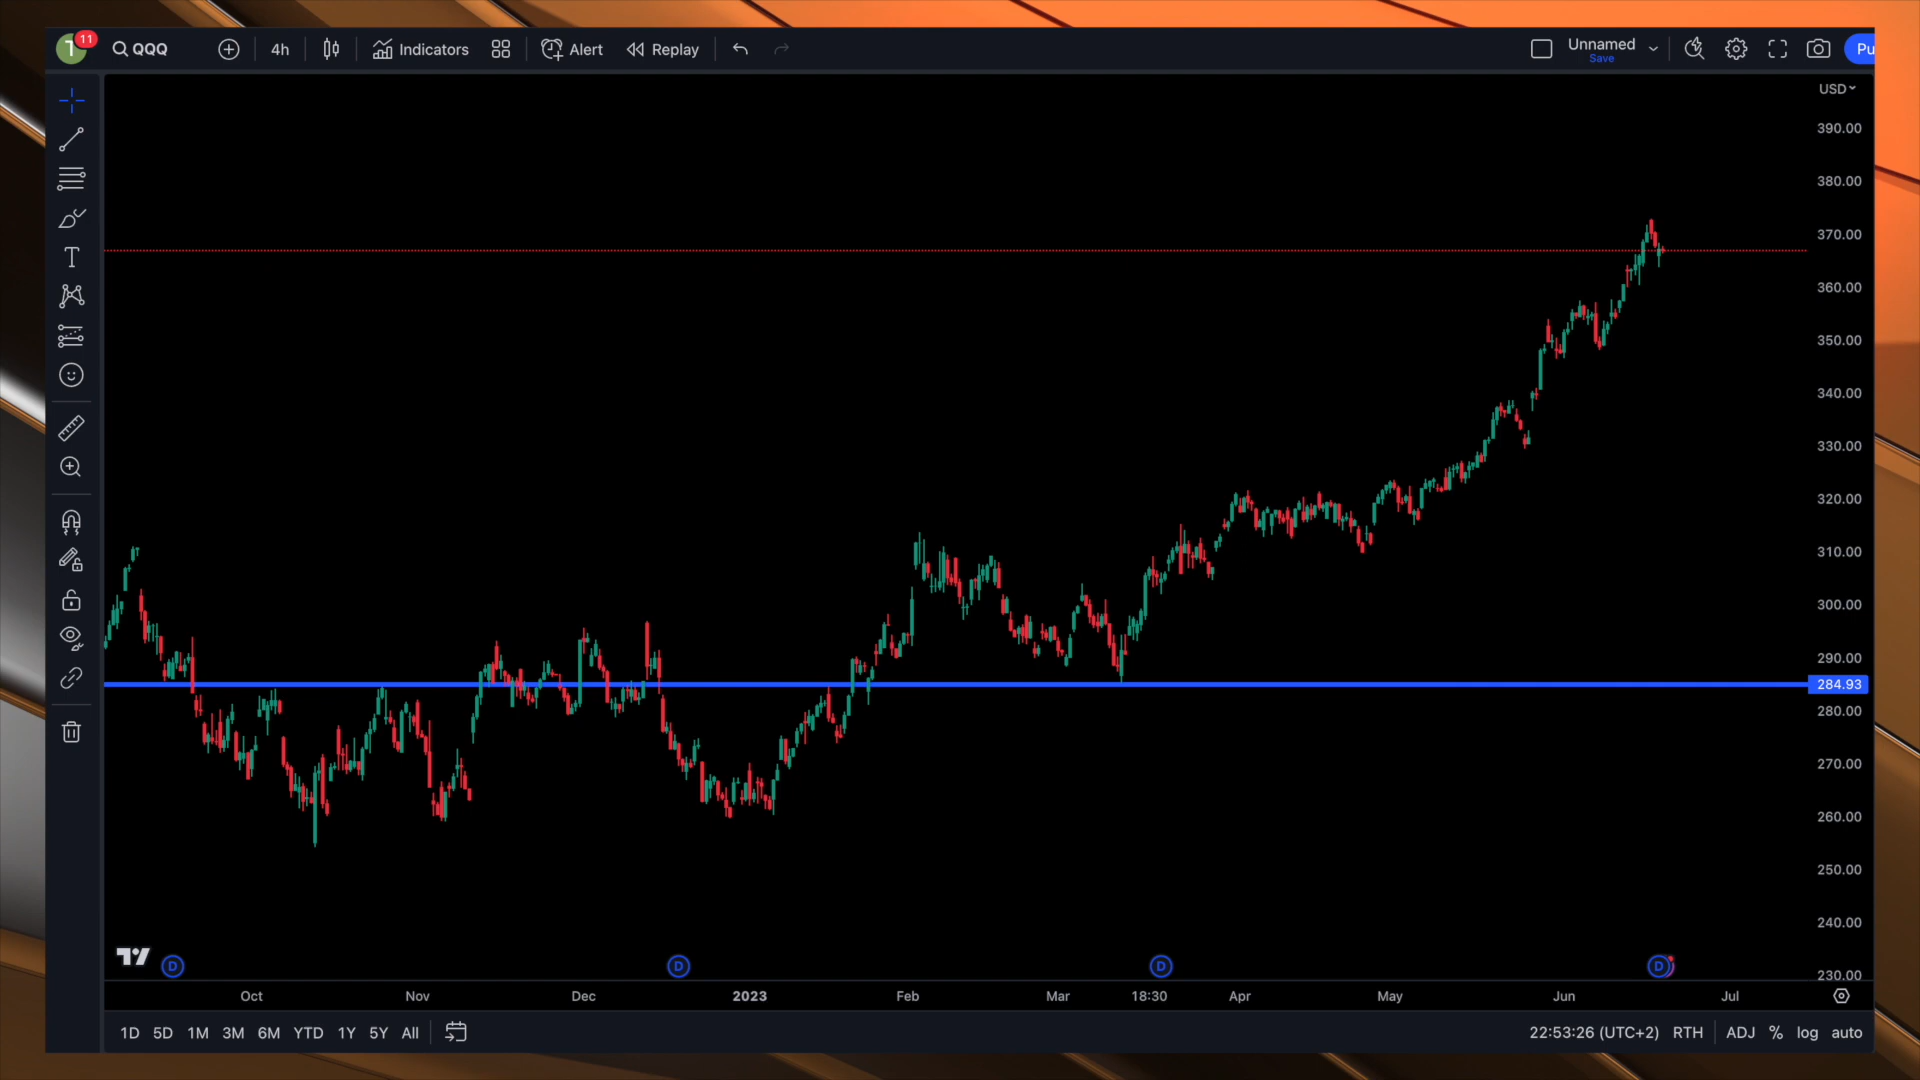 11
T
QQQ
4h
Indicators
Alert
Replay
Unnamed
Save
Pu
USD
390.00
380.00
370.00
360.00
350.00
340.00
330.00
320.00
310.00
300.00
290.00
284.93
280.00
270.00
260.00
250.00
240.00
230.00
D
D
D
D
Oct
Nov
Dec
2023
Feb
Mar
18:30
Apr
May
Jun
Jul
1D 5D 1M 3M 6M YTD 1Y 5Y All
22:53:26 (UTC+2) RTH ADJ % log auto